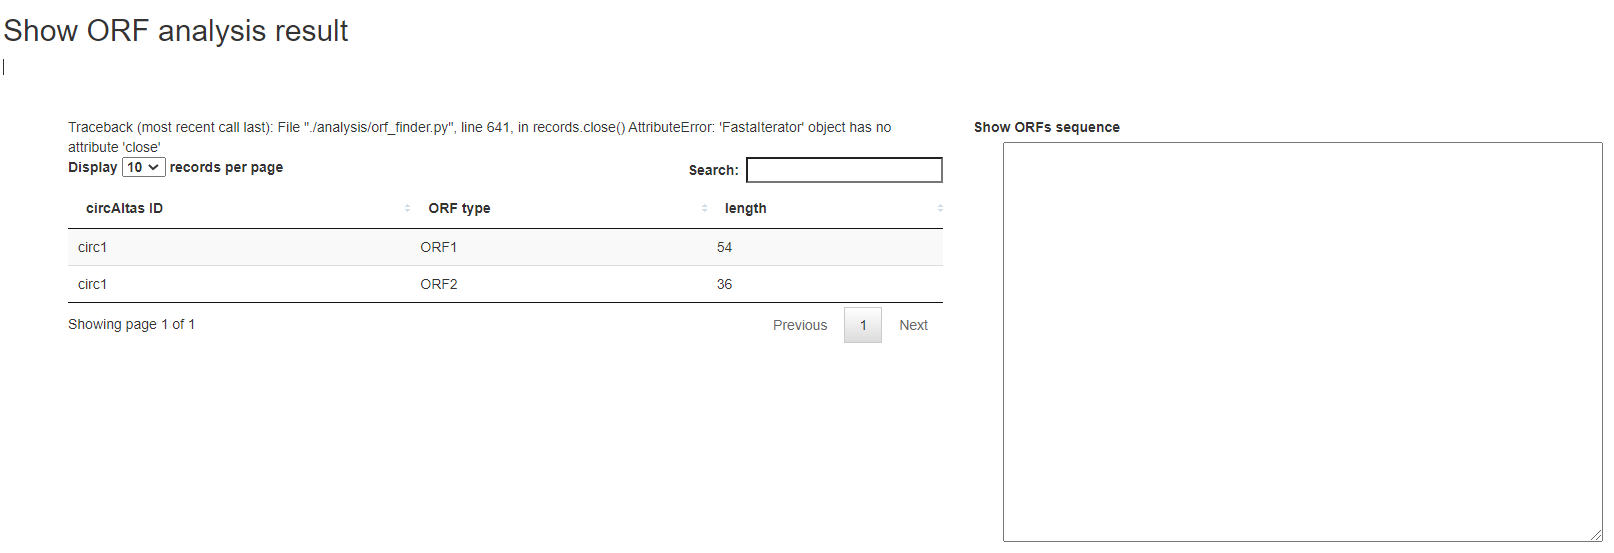 Show ORF analysis result
Traceback (most recent call last): File "./analysis/orf_finder.py", line 641, in records.close() AttributeError: 'FastaIterator' object has no
attribute 'close'
Display 10 records per page
Search:
circAltas ID ORF type length
circ1 ORF1 54
circ1 ORF2 36
Showing page 1 of 1
Previous 1 Next
Show ORFs sequence